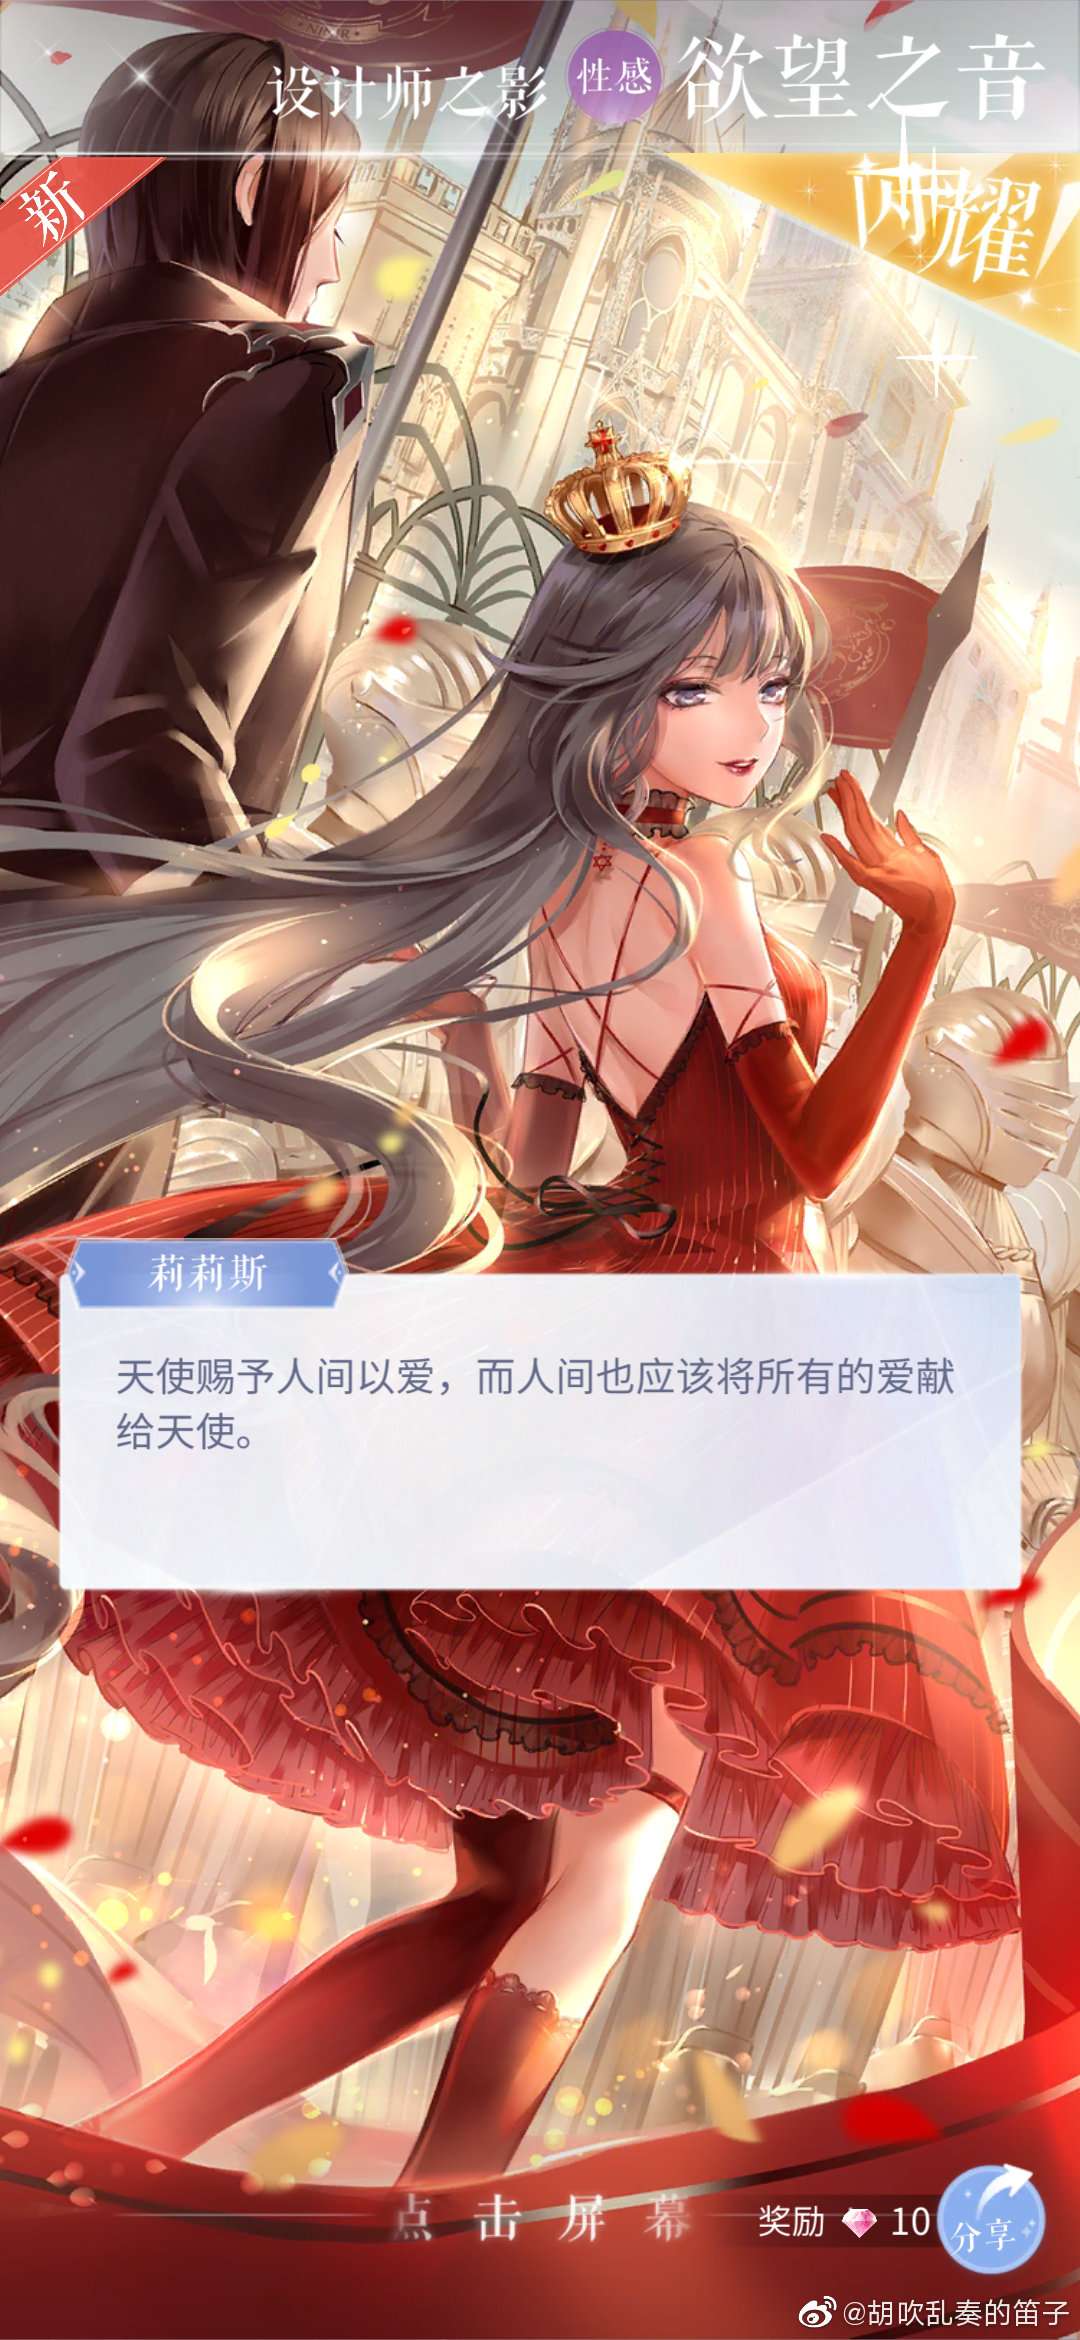 设计师之影 性感 欲望之音
新
闪耀!
莉莉斯
天使赐予人间以爱，而人间也应该将所有的爱献
给天使。
点击屏幕
奖励 10
分享
@胡吹乱奏的笛子